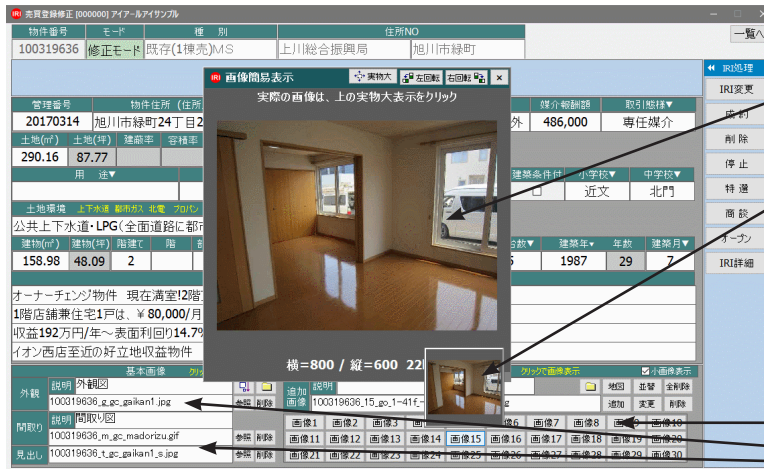 IRI 売買登録修正 [000000] アイアールアイサンプル
物件番号 モード 種 別 住所NO 一覧へ
100319636 修正モード 既存(1棟売)MS 上川総合振興局 旭川市緑町
IRI処理
IRI 画像簡易表示 実物大 左回転 右回転 ×
実際の画像は、上の実物大表示をクリック
IRI変更
管理番号 物件住所 (住所 媒介報酬額 取引態様▼
20170314 旭川市緑町24丁目2 外 486,000 専任媒介
成約
土地(㎡) 土地(坪) 建蔽率 容積率
削除
290.16 87.77
停止
用 途▼ 建築条件付 小学校▼ 中学校▼
特選
近文 北門
土地環境 上下水道 都市ガス 北電 プロパン
商談
公共上下水道・LPG(全面道路に都市
オープン
建物(㎡) 建物(坪) 階建て 階 台数▼ 建築年▼ 年数 建築月▼
158.98 48.09 2 1987 29 7
IRI詳細
オーナーチェンジ物件 現在満室!2階
1階店舗兼住宅1戸は、¥80,000/月
収益192万円/年～表面利回り14.7%
イオン西店至近の好立地収益物件
横=800 / 縦=600 22
基本画像 クリックで画像表示 小画像表示
外観 説明 外観図 追加画像 説明 地図 並替 全削除
100319636_g_gc_gaikan1.jpg 参照 削除 100319636_15_go_1-41f- 追加 変更 削除
間取り 説明 間取り図 画像1 画像2 画像3 画像7 画像8 画像10
100319636_m_gc_madorizu.gif 参照 削除 画像11 画像12 画像13 画像14 画像15 画像16 画像17 画像18 画像19 画像20
見出し 100319636_t_gc_gaikan1_s.jpg 参照 削除 画像21 画像22 画像23 画像24 画像25 画像26 画像27 画像28 画像29 画像30